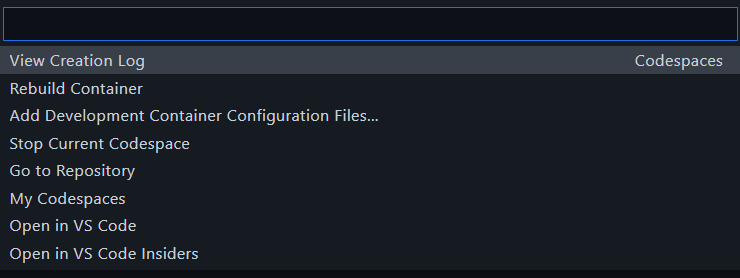 View Creation Log Codespaces
Rebuild Container
Add Development Container Configuration Files...
Stop Current Codespace
Go to Repository
My Codespaces
Open in VS Code
Open in VS Code Insiders